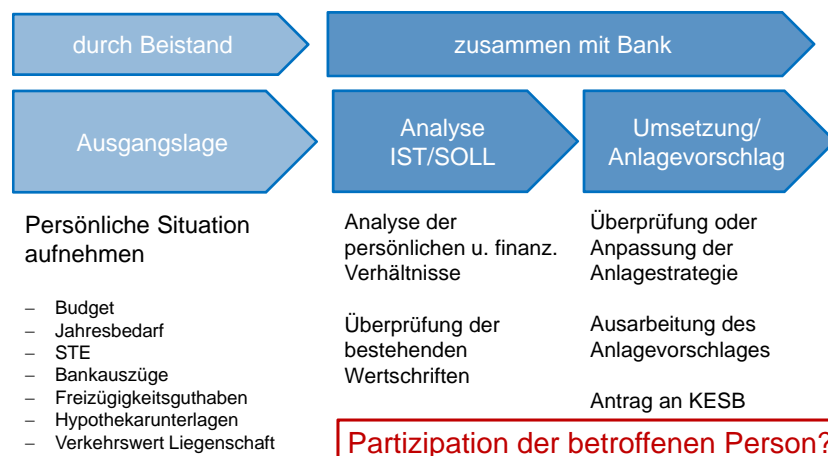 durch Beistand
zusammen mit Bank
Ausgangslage
Analyse
IST/SOLL
Umsetzung/
Anlagevorschlag
Persönliche Situation
aufnehmen
– Budget
– Jahresbedarf
– STE
– Bankauszüge
– Freizügigkeitsguthaben
– Hypothekarunterlagen
– Verkehrswert Liegenschaft
Analyse der
persönlichen u. finanz.
Verhältnisse
Überprüfung der
bestehenden
Wertschriften
Überprüfung oder
Anpassung der
Anlagestrategie
Ausarbeitung des
Anlagevorschlages
Antrag an KESB
Partizipation der betroffenen Person?